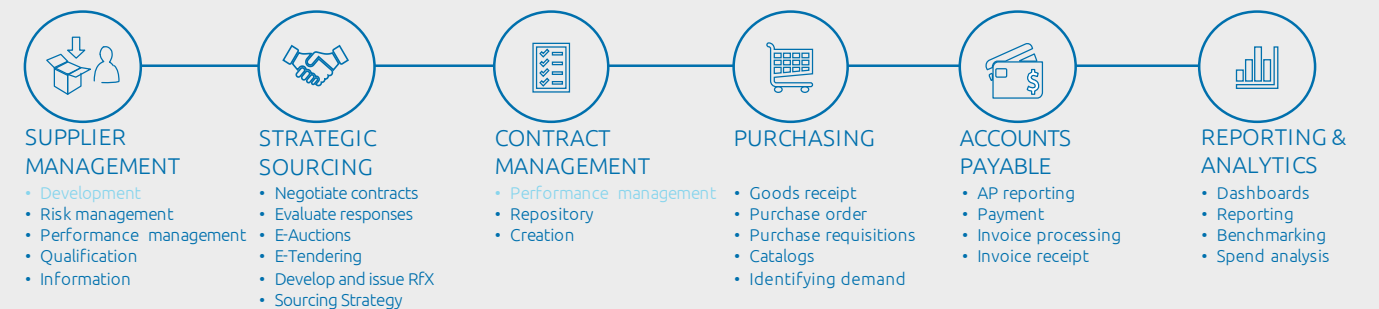 SUPPLIER
MANAGEMENT
• Development
• Risk management
• Performance management
• Qualification
• Information
STRATEGIC
SOURCING
• Negotiate contracts
• Evaluate responses
• E-Auctions
• E-Tendering
• Develop and issue RfX
• Sourcing Strategy
CONTRACT
MANAGEMENT
• Performance management
• Repository
• Creation
PURCHASING
• Goods receipt
• Purchase order
• Purchase requisitions
• Catalogs
• Identifying demand
$
ACCOUNTS
PAYABLE
• AP reporting
• Payment
• Invoice processing
• Invoice receipt
REPORTING &
ANALYTICS
• Dashboards
• Reporting
• Benchmarking
• Spend analysis